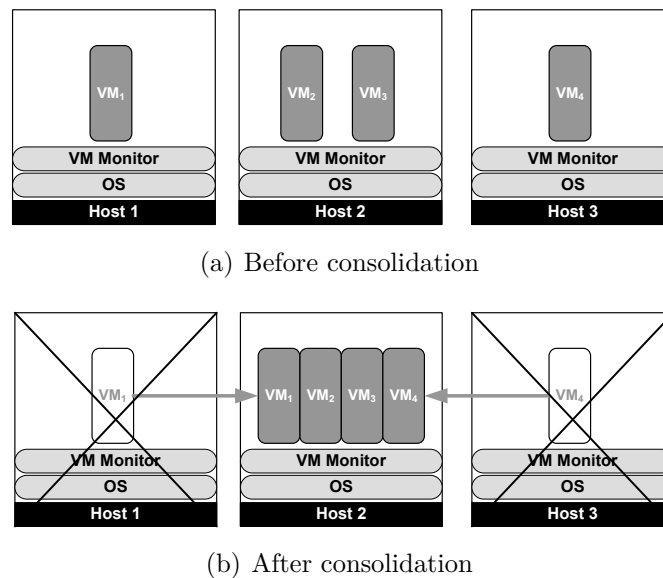 VM1
VM2 VM3
VM4
VM Monitor VM Monitor VM Monitor
OS OS OS
Host 1 Host 2 Host 3
(a) Before consolidation
VM1 VM1 VM2 VM3 VM4 VM4
VM Monitor VM Monitor VM Monitor
OS OS OS
Host 1 Host 2 Host 3
(b) After consolidation